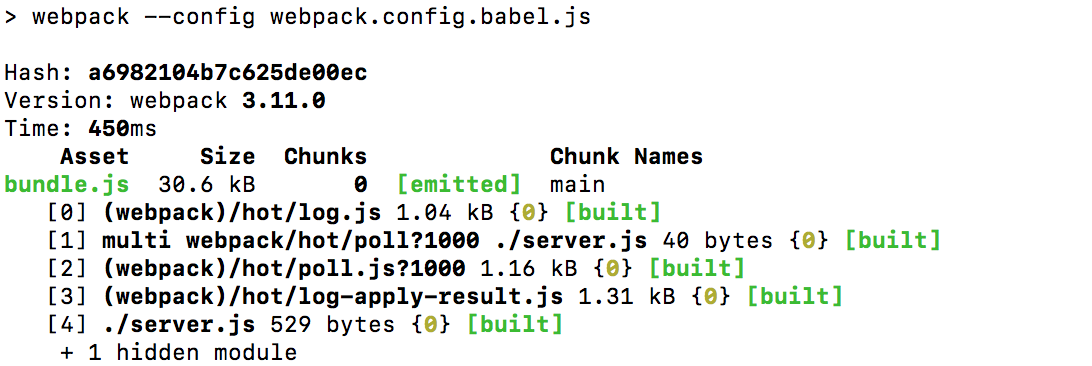 > webpack --config webpack.config.babel.js
Hash: a6982104b7c625de00ec
Version: webpack 3.11.0
Time: 450ms
Asset Size Chunks Chunk Names
bundle.js 30.6 kB 0 [emitted] main
[0] (webpack)/hot/log.js 1.04 kB {0} [built]
[1] multi webpack/hot/poll?1000 ./server.js 40 bytes {0} [built]
[2] (webpack)/hot/poll.js?1000 1.16 kB {0} [built]
[3] (webpack)/hot/log-apply-result.js 1.31 kB {0} [built]
[4] ./server.js 529 bytes {0} [built]
+ 1 hidden module